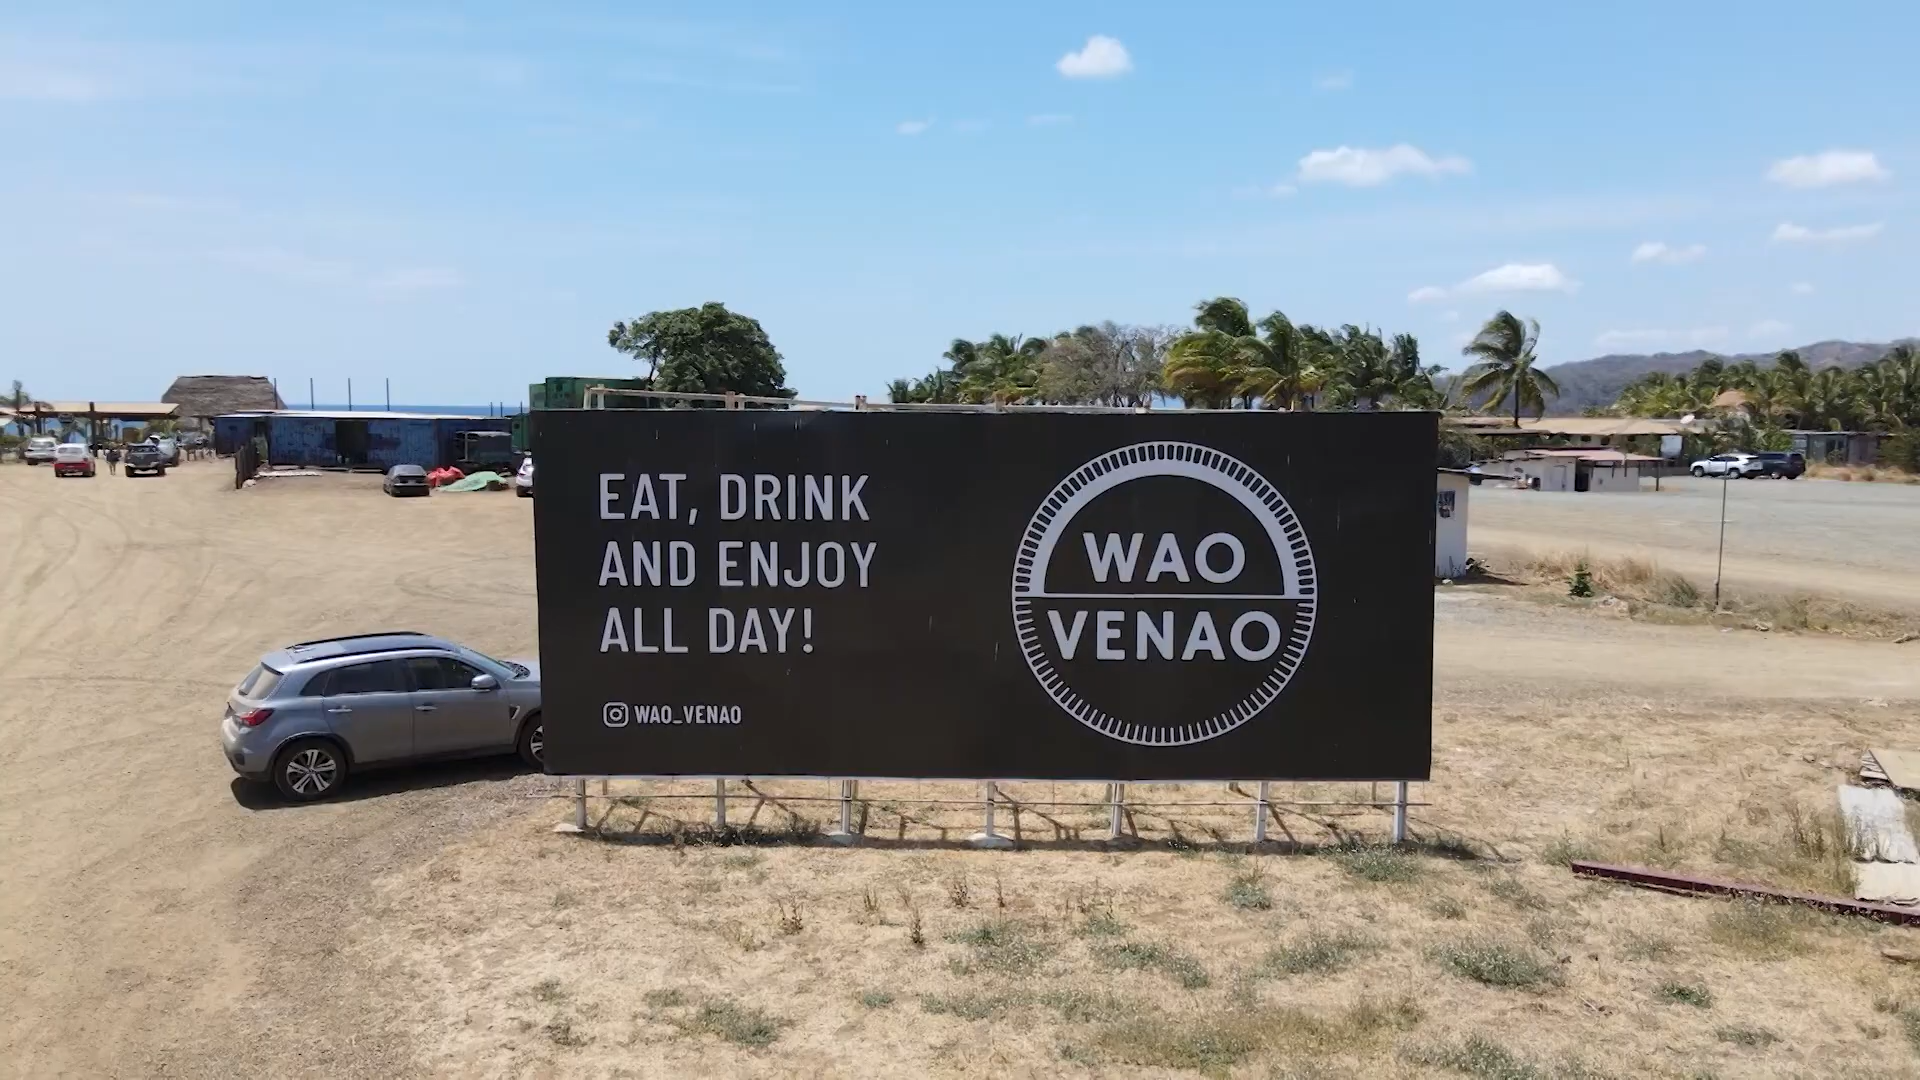 EAT, DRINK
AND ENJOY
ALL DAY!
WAO_VENAO
WAO
VENAO